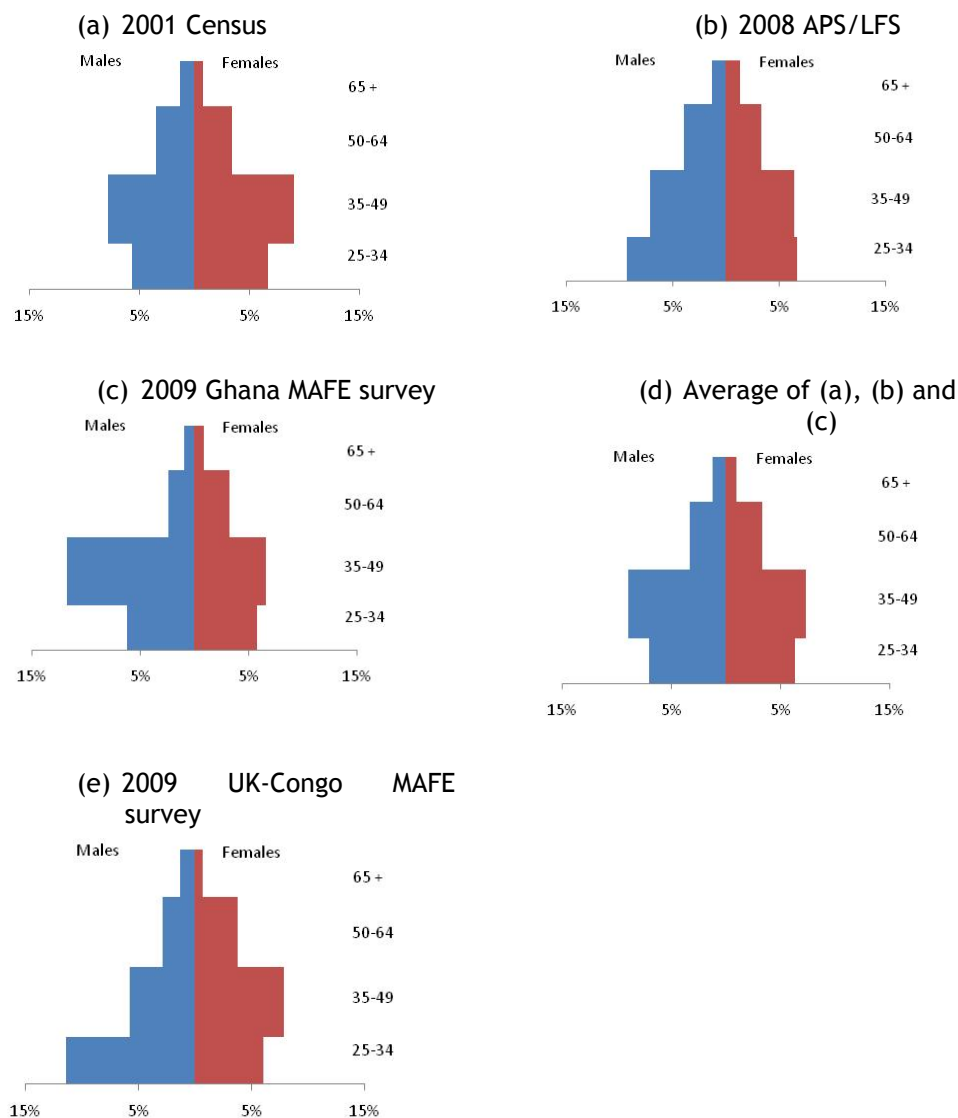 (a) 2001 Census
Males
Females
65 +
50-64
35-49
25-34
15%
5%
5%
15%
(b) 2008 APS/LFS
Males
Females
65 +
50-64
35-49
25-34
15%
5%
5%
15%
(c) 2009 Ghana MAFE survey
Males
Females
65 +
50-64
35-49
25-34
15%
5%
5%
15%
(d) Average of (a), (b) and
(c)
Males
Females
65 +
50-64
35-49
25-34
15%
5%
5%
15%
(e) 2009 UK-Congo MAFE
survey
Males
Females
65 +
50-64
35-49
25-34
15%
5%
5%
15%